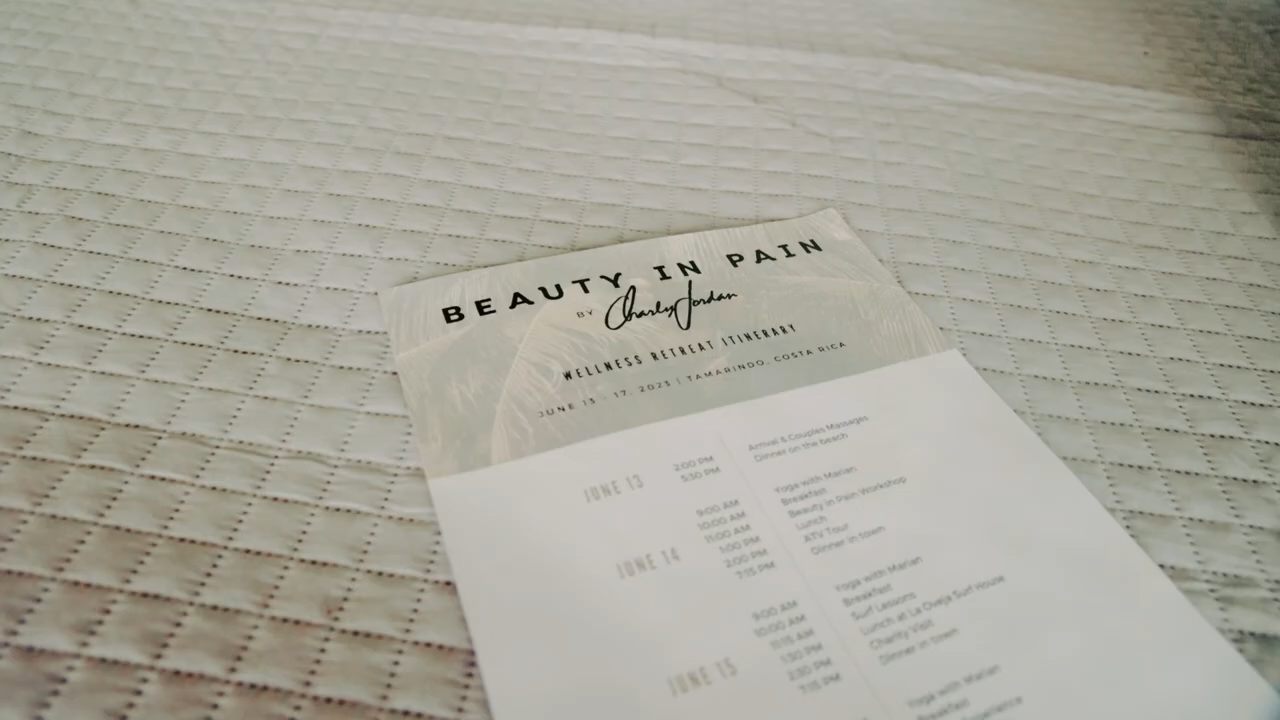 BEAUTY IN PAIN
BY Charly Jordan
WELLNESS RETREAT ITINERARY
JUNE 13 - 17, 2023 | TAMARINDO, COSTA RICA
JUNE 13
2:00 PM Arrival & Couples Massages
5:30 PM Dinner on the beach
JUNE 14
9:00 AM Yoga with Marian
10:00 AM Breakfast
11:00 AM Beauty in Pain Workshop
1:00 PM Lunch
2:00 PM ATV Tour
7:15 PM Dinner in town
JUNE 15
9:00 AM Yoga with Marian
10:00 AM Breakfast
11:15 AM Surf Lessons
1:30 PM Lunch at La Oveja Surf House
2:30 PM Charity Visit
7:15 PM Dinner in town
Yoga with Marian
Breakfast
Experience